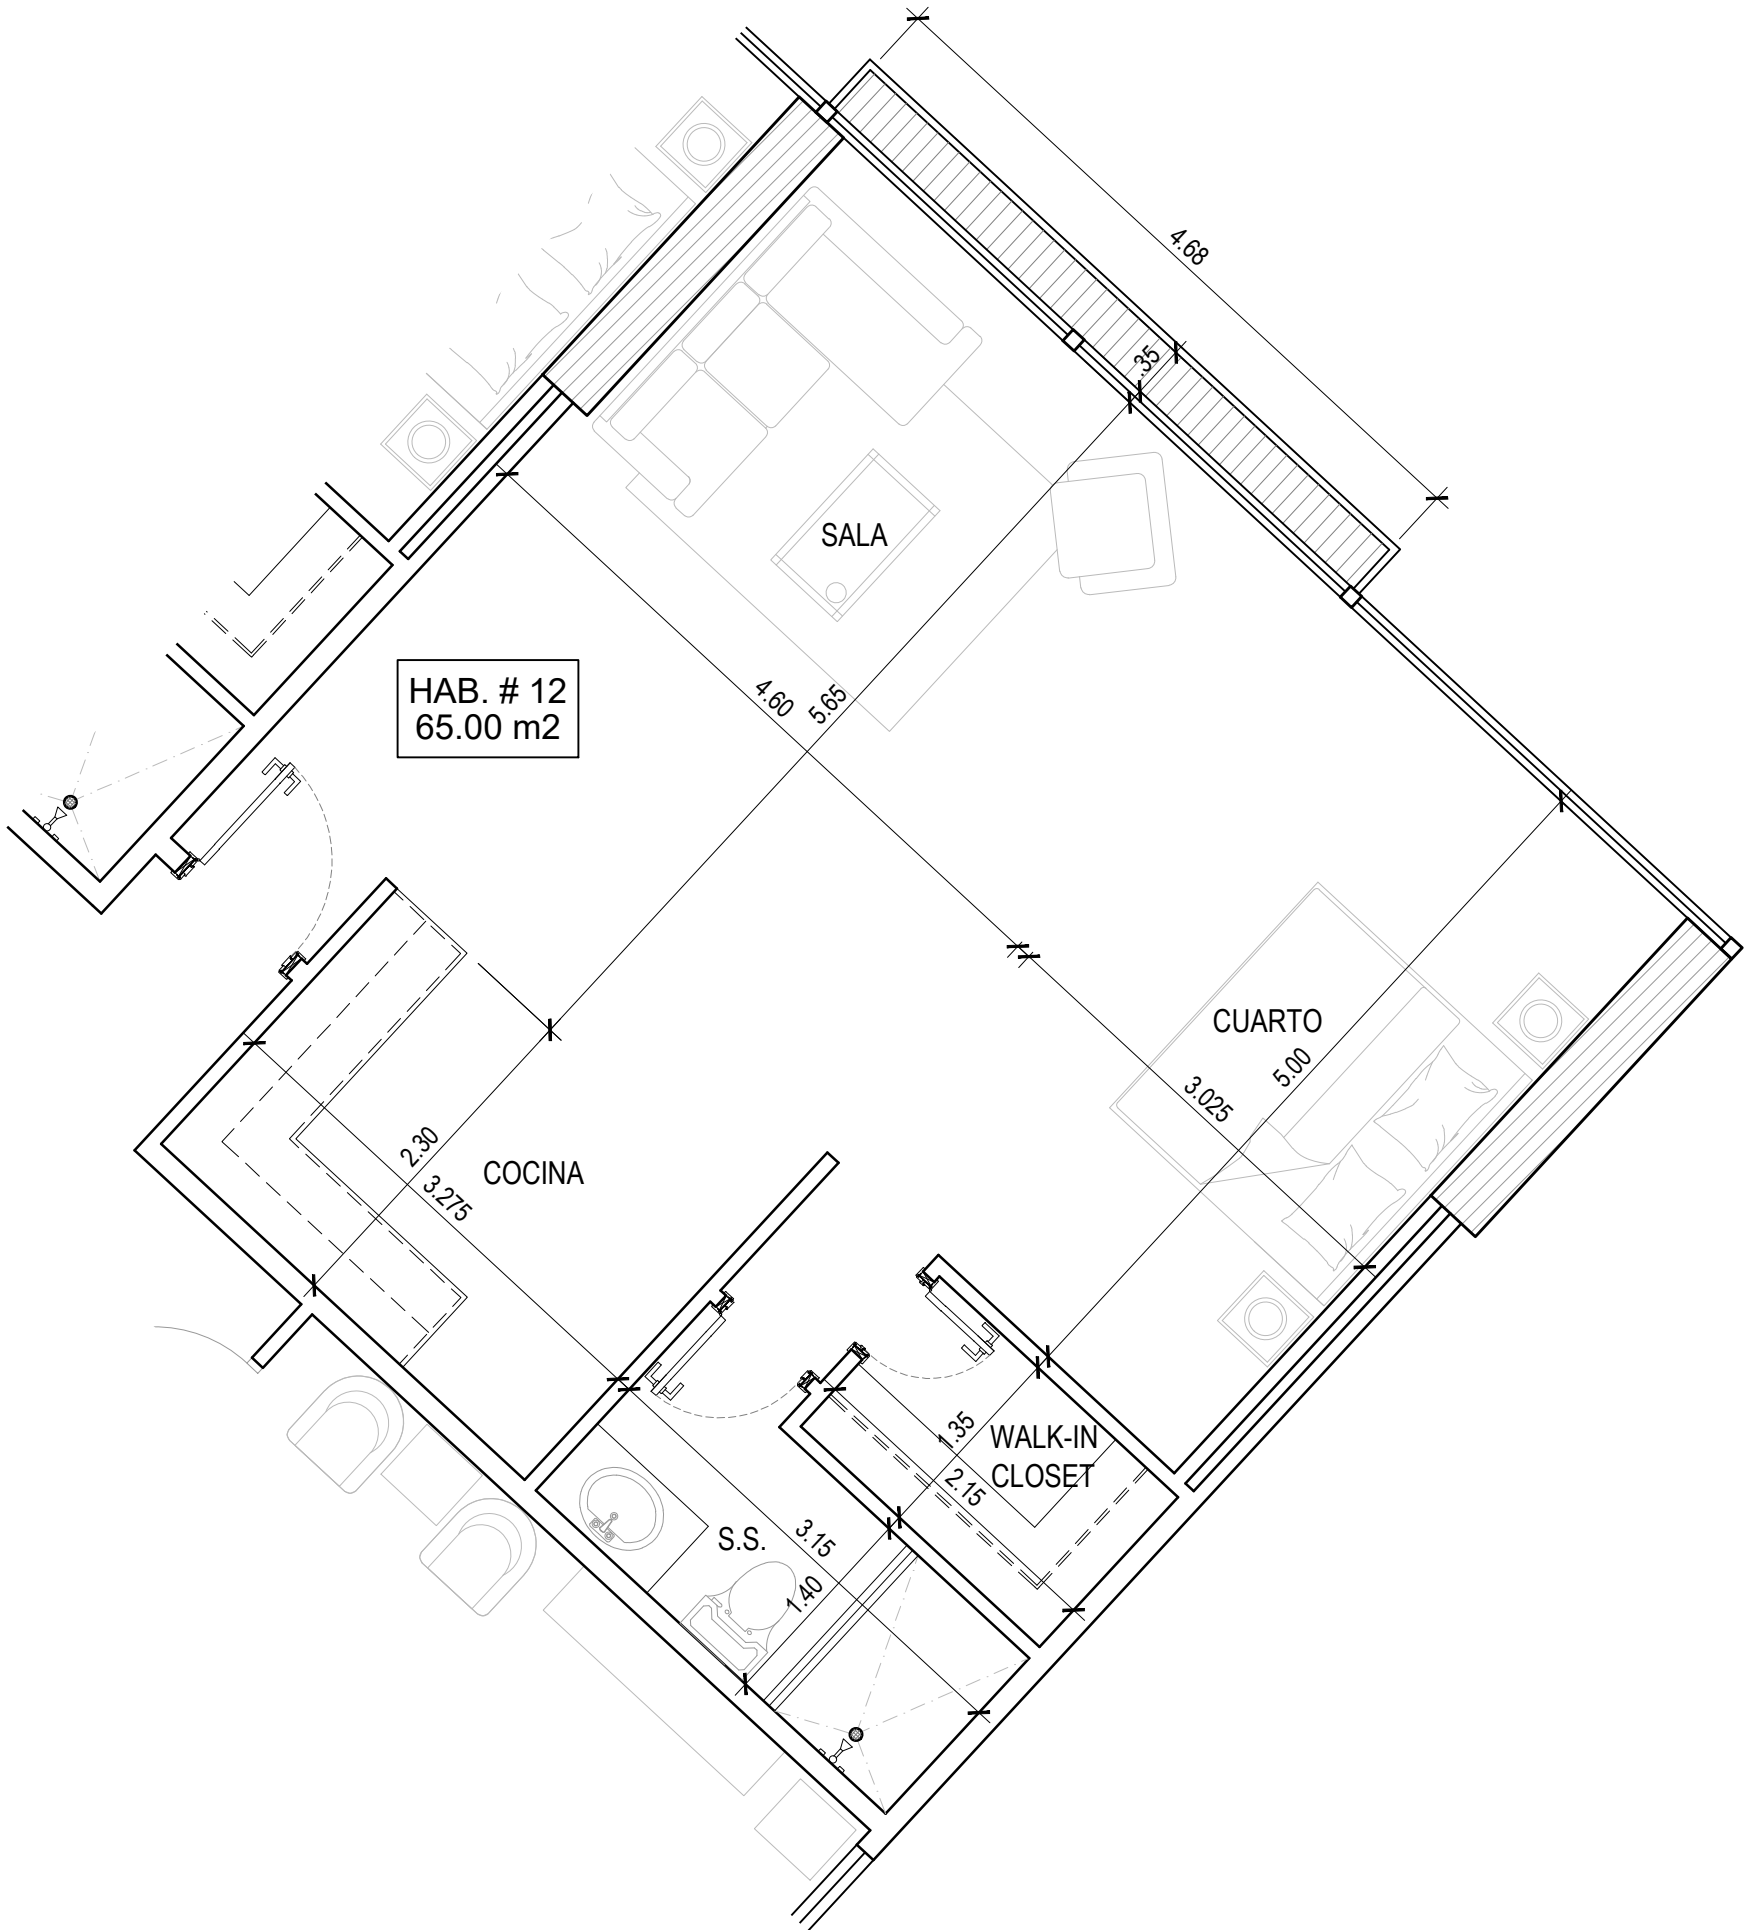 4.68
.35
SALA
HAB. # 12
65.00 m2
4.60
5.65
CUARTO
5.00
3.025
2.30
COCINA
3.275
1.35
WALK-IN
CLOSET
2.15
3.15
S.S.
1.40